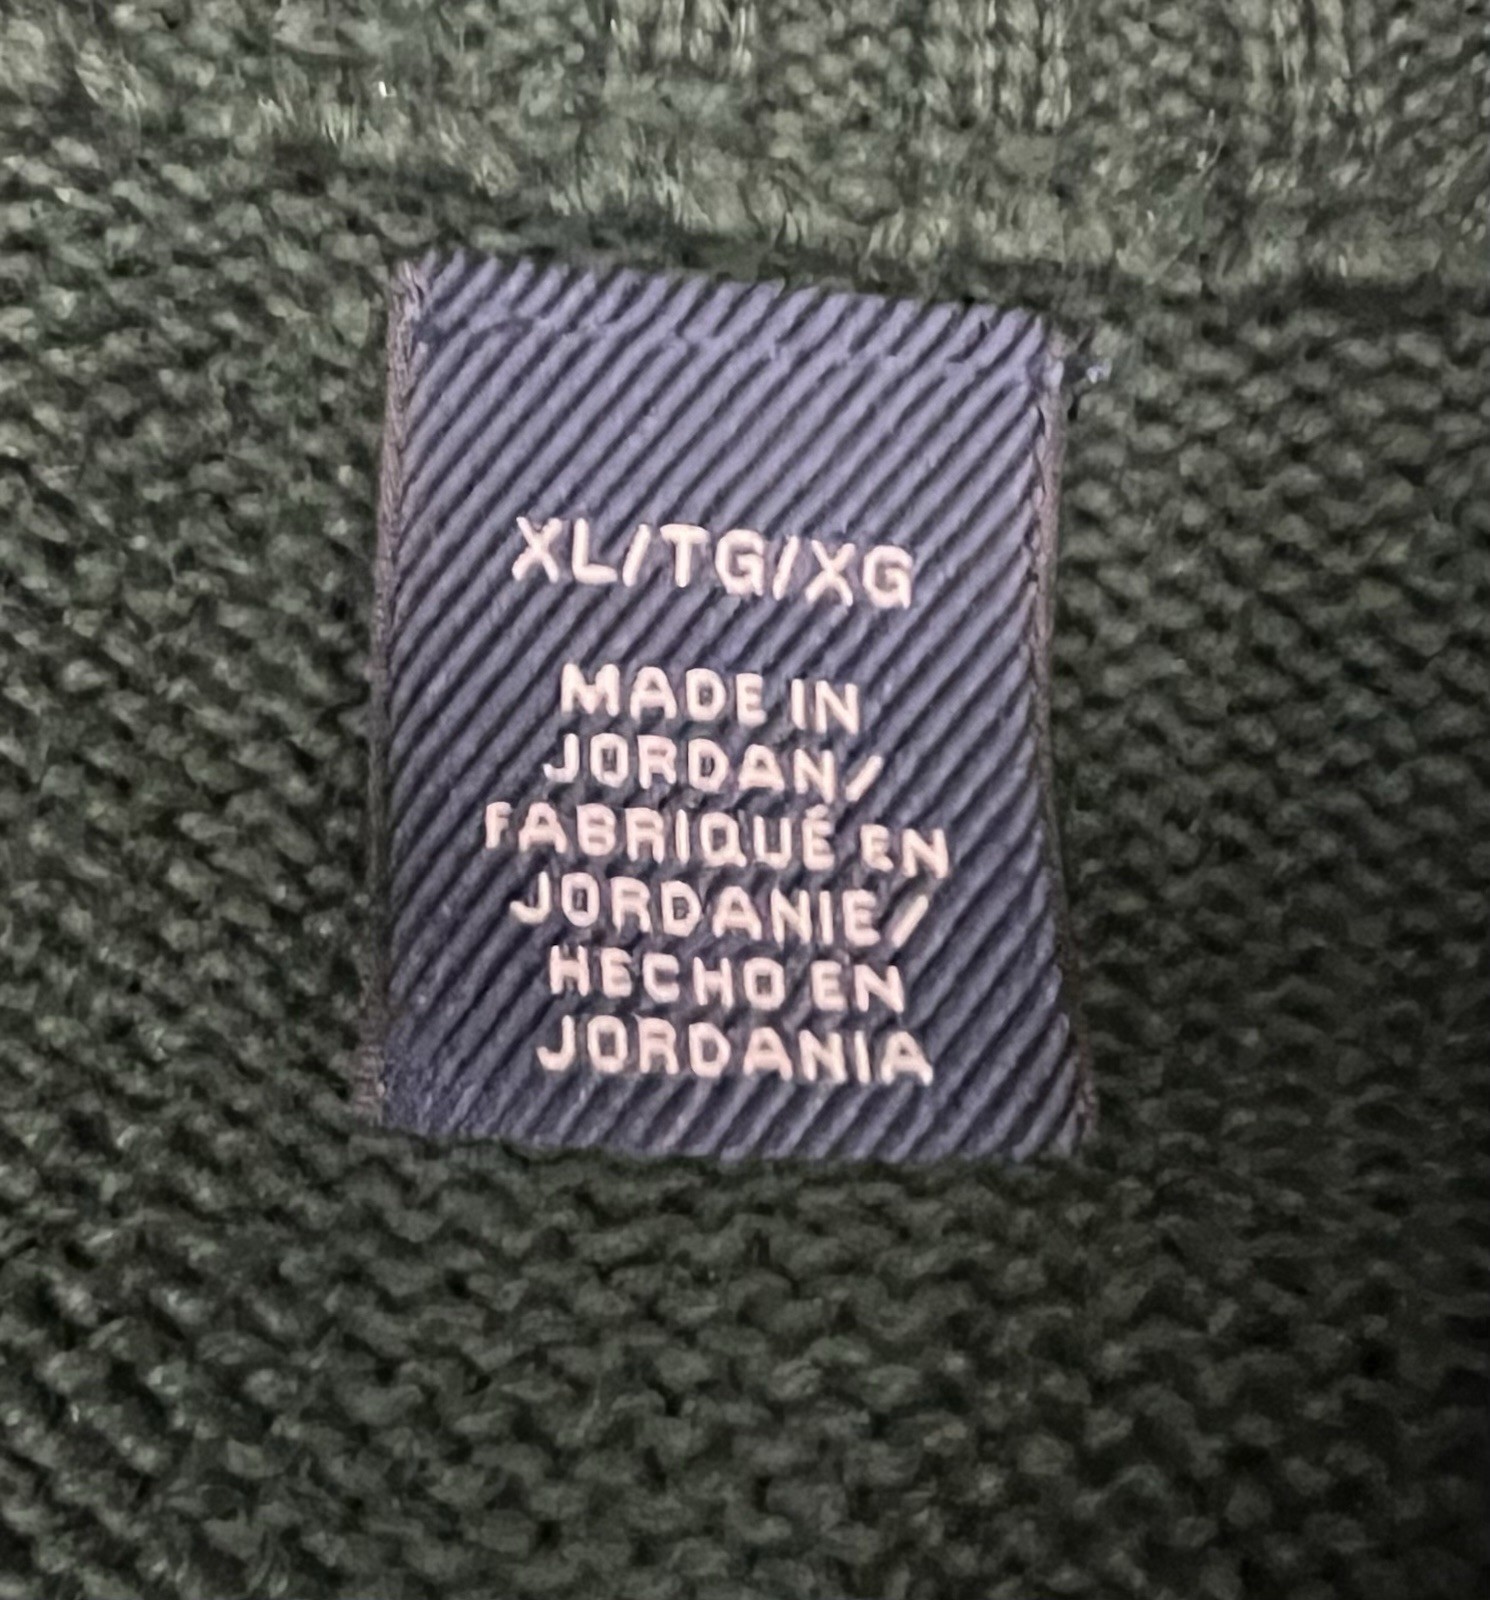 XL/TG/XG
MADE IN
JORDAN/
FABRIQUÉ EN
JORDANIE/
HECHO EN
JORDANIA